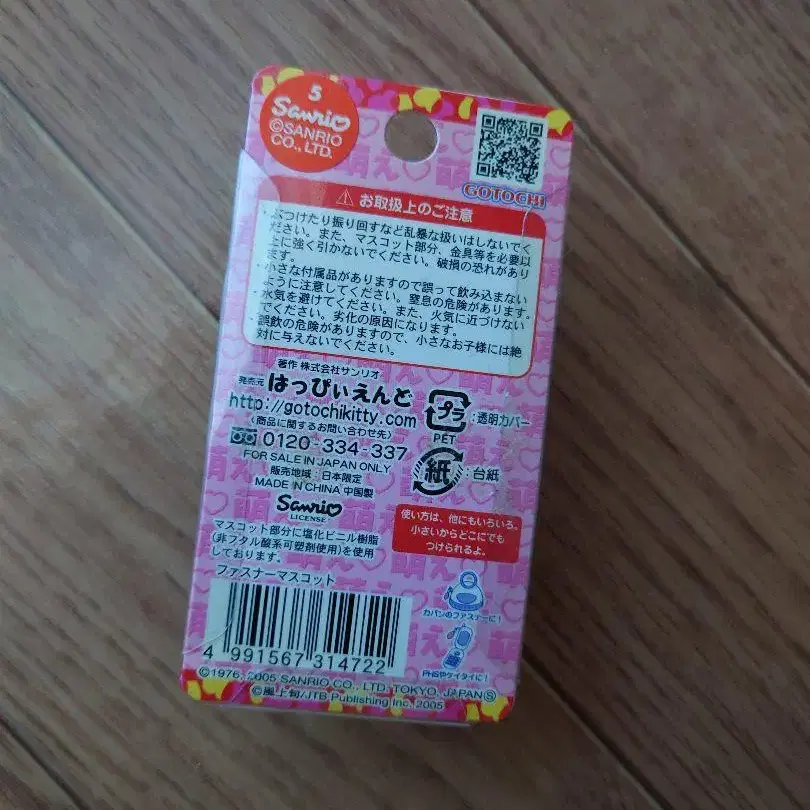 5
Sanrio
©SANRIO
CO., LTD.
GOTOCHI
⚠ お取扱上のご注意
・ぶつけたり振り回すなど乱暴な扱いはしないでく
ださい。また、マスコット部分、金具等を必要以
上に強く引かないでください。破損の恐れがあり
ます。
・小さな付属品がありますので誤って飲み込まない
ように注意してください。窒息の危険があります。
・水気を避けてください。また、火気に近づけない
でください。劣化の原因になります。
・誤飲の危険がありますので、小さなお子様には絶
対に与えないでください。
著作 株式会社サンリオ
発売元 はっぴぃえんど
http://gotochikitty.com
(商品に関するお問い合わせ先)
0120-334-337
FOR SALE IN JAPAN ONLY
販売地域:日本限定
MADE IN CHINA 中国製
Sanrio
LICENSE
プラ :透明カバー
PET
紙 :台紙
マスコット部分に塩化ビニル樹脂
(非フタル酸系可塑剤使用)を使用
しております。
ファスナーマスコット
使い方は、他にもいろいろ。
小さいからどこにでも
つけられるよ。
カバンのファスナーに!
PHSやケイタイに!
4 991567 314722
©1976, 2005 SANRIO CO., LTD. TOKYO, JAPAN Ⓢ
©風上旬/JTB Publishing Inc. 2005
萌え♡